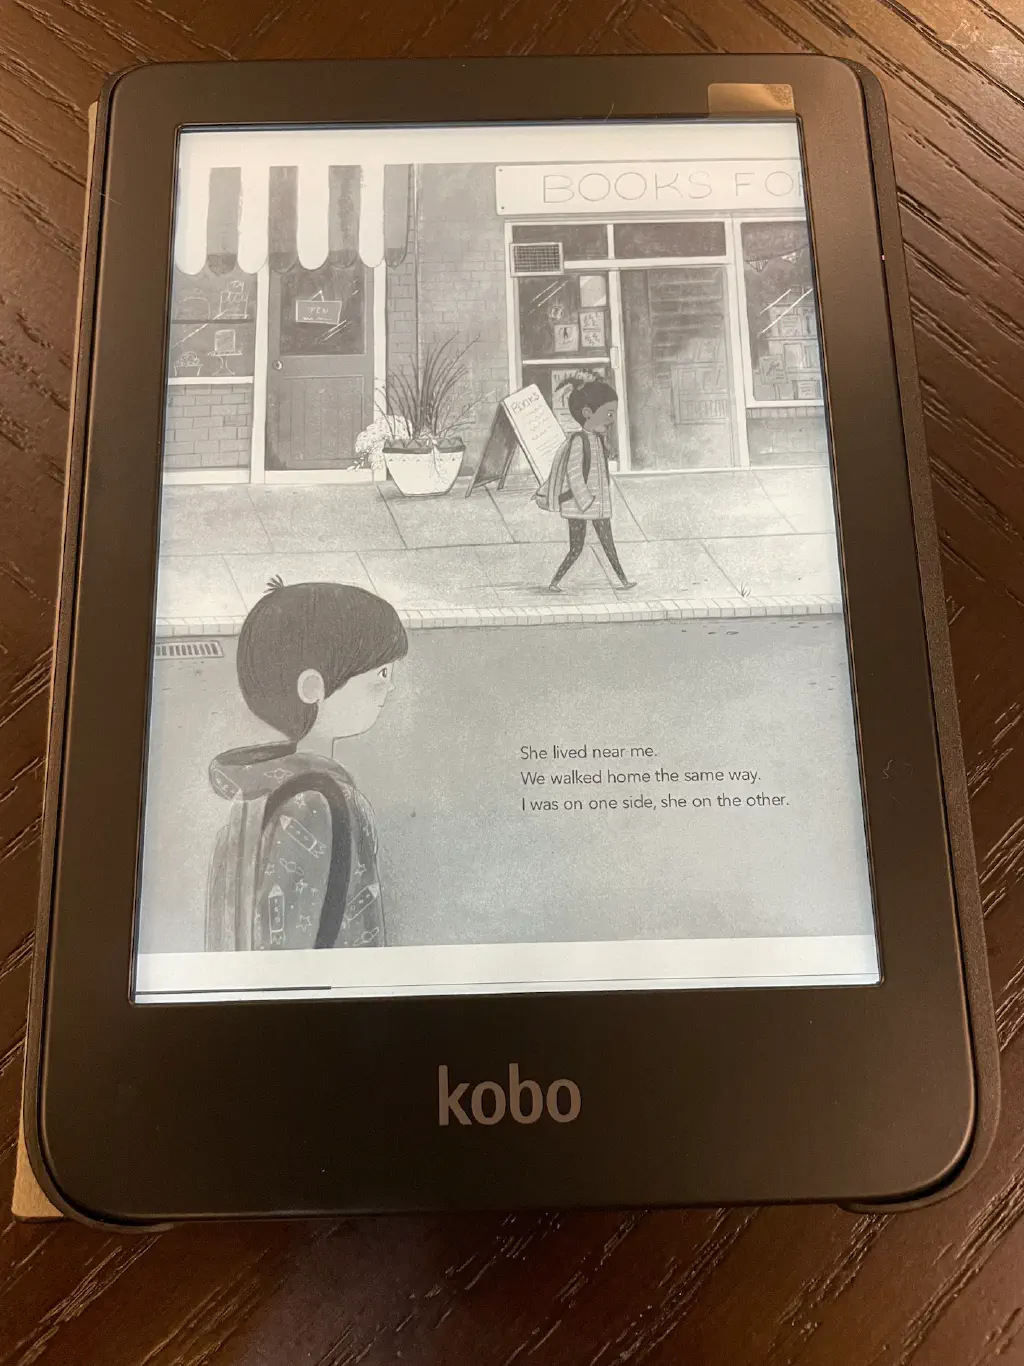 BOOKS FO
She lived near me.
We walked home the same way.
I was on one side, she on the other.
kobo